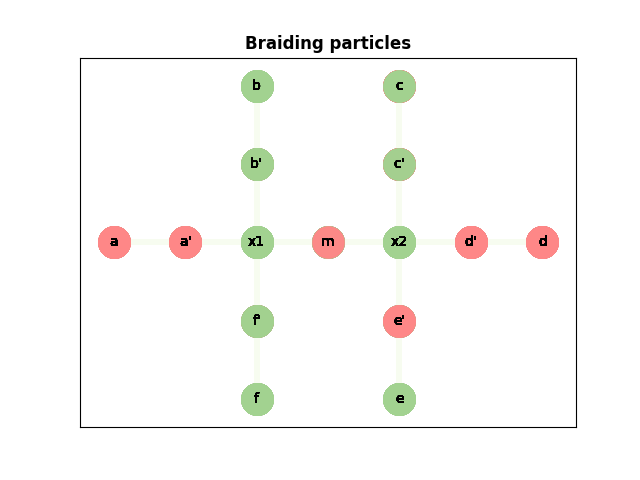 Braiding particles
b c
b' c'
a a' x1 m x2 d' d
f' e'
f e